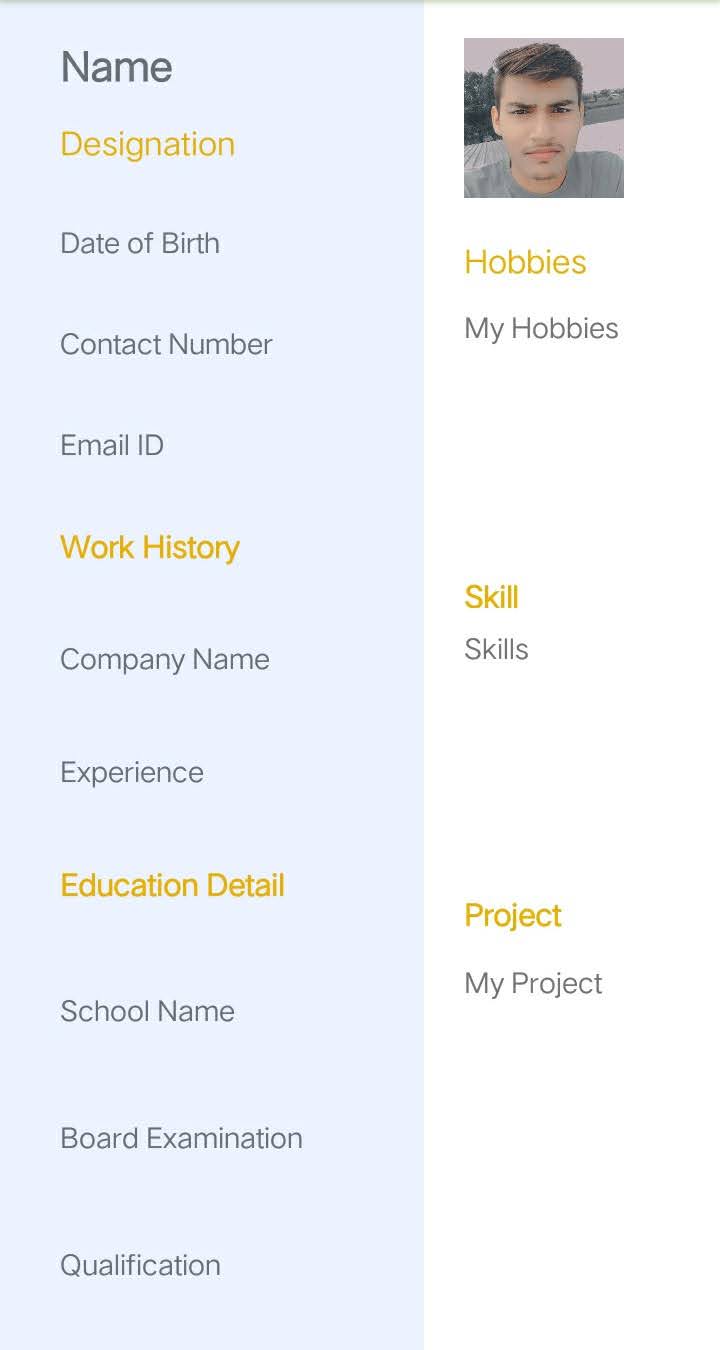 Name
Designation
Date of Birth
Contact Number
Email ID
Work History
Company Name
Experience
Education Detail
School Name
Board Examination
Qualification
Hobbies
My Hobbies
Skill
Skills
Project
My Project